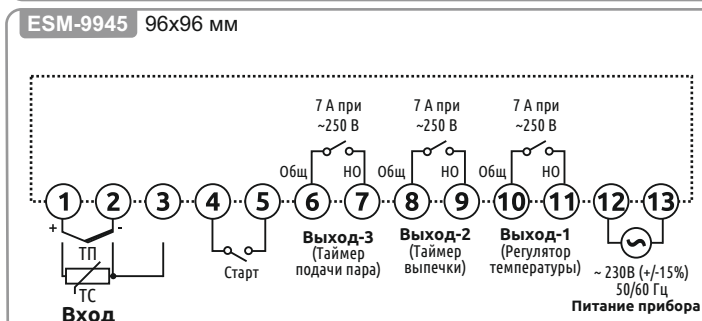 ESM-9945 96x96 мм
7 А при 7 А при 7 А при
~250 В ~250 В ~250 В
Общ НО Общ НО Общ НО
1 2 3 4 5 6 7 8 9 10 11 12 13
+ -
ТП
ТС
Вход
Старт
Выход-3
(Таймер
подачи пара)
Выход-2
(Таймер
выпечки)
Выход-1
(Регулятор
температуры)
~ 230В (+/-15%)
50/60 Гц
Питание прибора